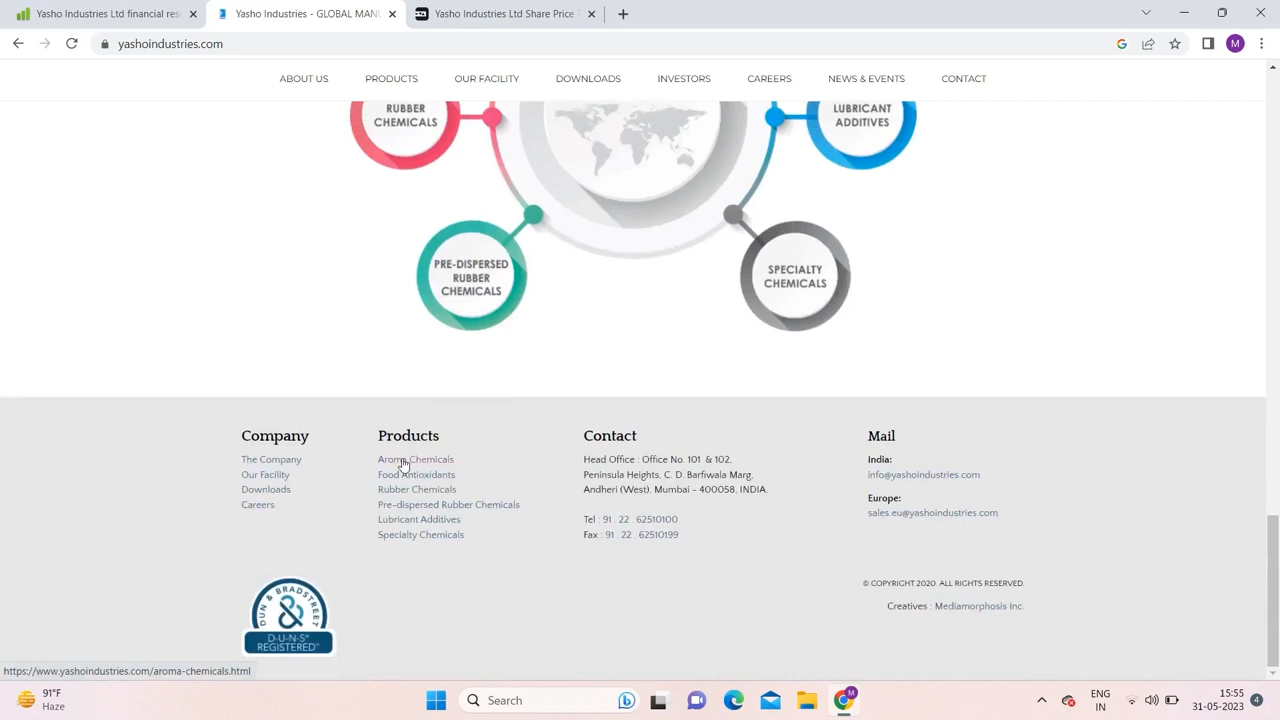 Yasho Industries Ltd financial res
Yasho Industries - GLOBAL MANU
Yasho Industries Ltd Share Price
yashoindustries.com
M
ABOUT US
PRODUCTS
OUR FACILITY
DOWNLOADS
INVESTORS
CAREERS
NEWS & EVENTS
CONTACT
RUBBER
CHEMICALS
LUBRICANT
ADDITIVES
PRE-DISPERSED
RUBBER
CHEMICALS
SPECIALTY
CHEMICALS
Company
The Company
Our Facility
Downloads
Careers
Products
Aroma Chemicals
Food Antioxidants
Rubber Chemicals
Pre-dispersed Rubber Chemicals
Lubricant Additives
Specialty Chemicals
Contact
Head Office : Office No. 101 & 102,
Peninsula Heights, C. D. Barfiwala Marg,
Andheri (West), Mumbai - 400058, INDIA.
Tel : 91 . 22 . 62510100
Fax : 91 . 22 . 62510199
Mail
India:
info@yashoindustries.com
Europe:
sales.eu@yashoindustries.com
DUN & BRADSTREET
D-U-N-S®
REGISTERED™
© COPYRIGHT 2020. ALL RIGHTS RESERVED.
Creatives : Mediamorphosis Inc.
https://www.yashoindustries.com/aroma-chemicals.html
91°F
Haze
Search
M
ENG
IN
15:55
31-05-2023
4